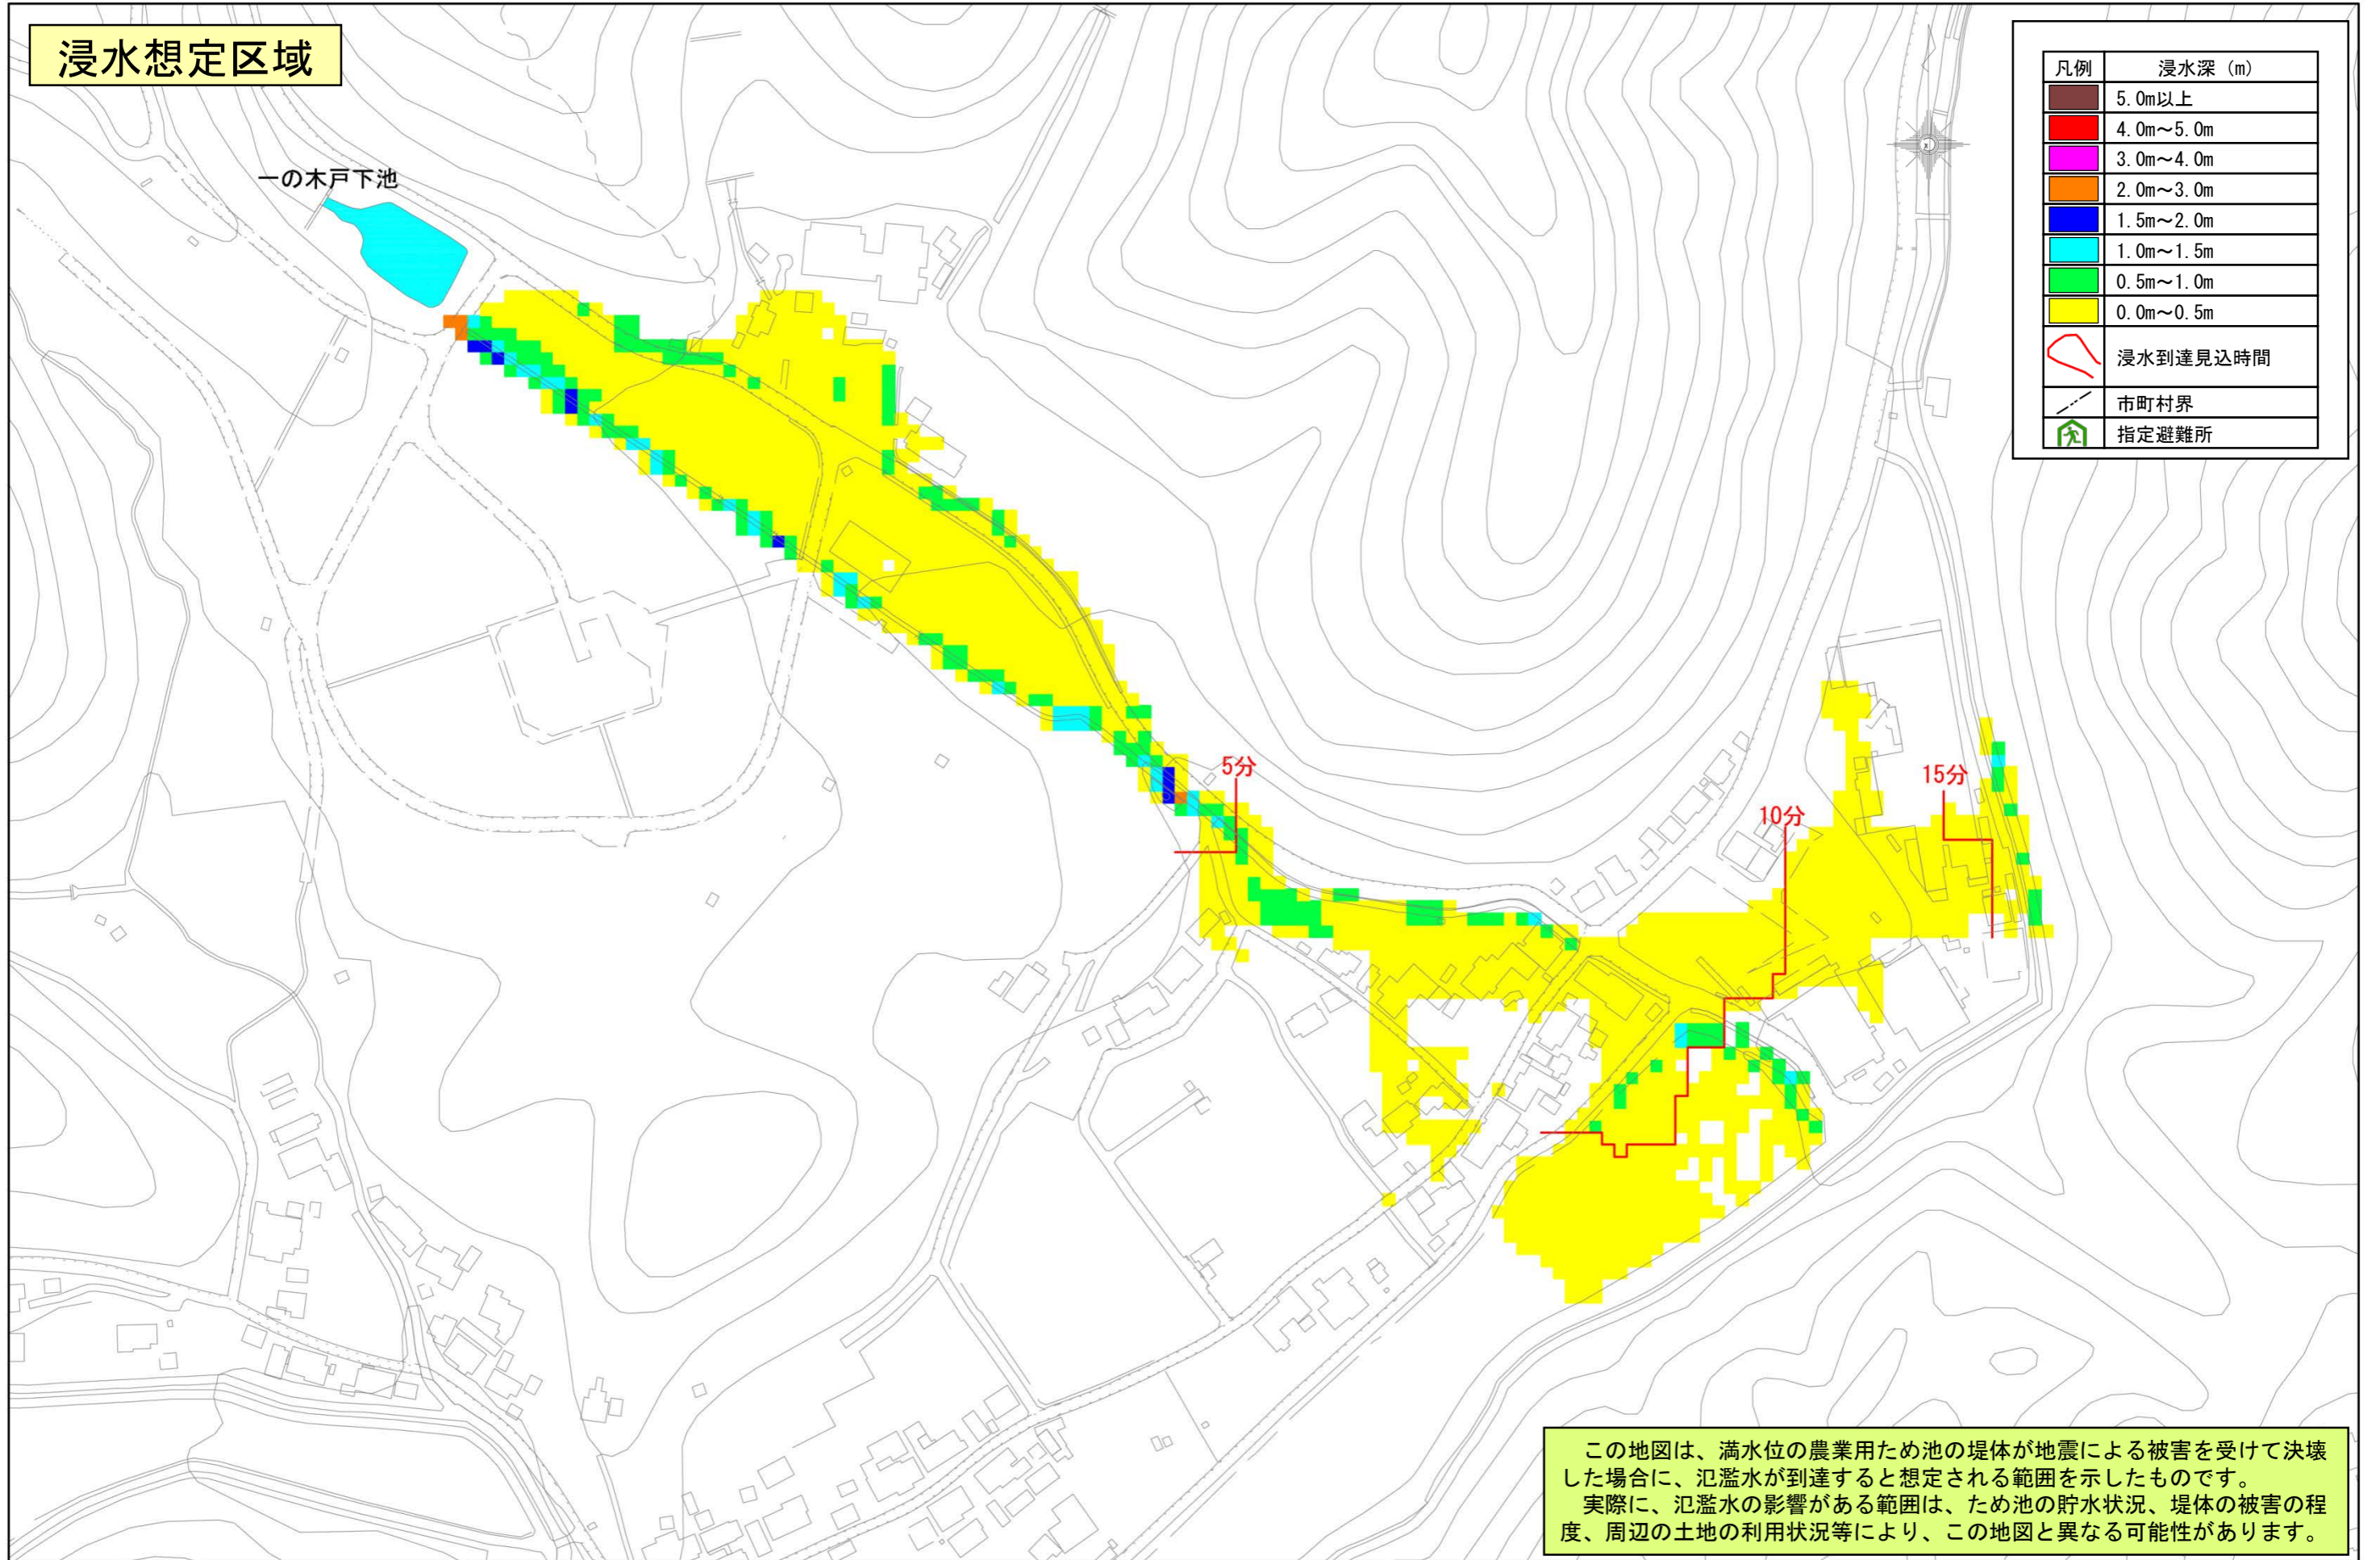 浸水想定区域
一の木戸下池
凡例 浸水深 (m)
5.0m以上
4.0m～5.0m
3.0m～4.0m
2.0m～3.0m
1.5m～2.0m
1.0m～1.5m
0.5m～1.0m
0.0m～0.5m
浸水到達見込時間
市町村界
指定避難所
5分
15分
10分
この地図は、満水位の農業用ため池の堤体が地震による被害を受けて決壊
した場合に、氾濫水が到達すると想定される範囲を示したものです。
実際に、氾濫水の影響がある範囲は、ため池の貯水状況、堤体の被害の程
度、周辺の土地の利用状況等により、この地図と異なる可能性があります。